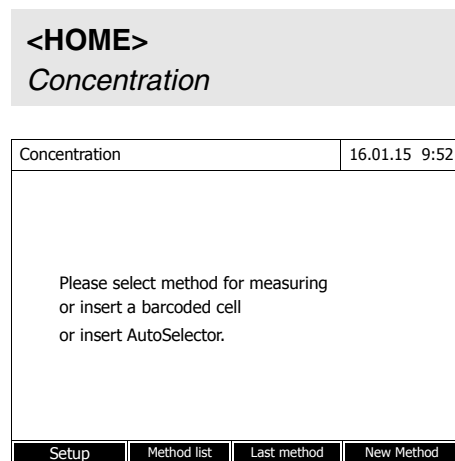 <HOME>
Concentration
Concentration
16.01.15 9:52
Please select method for measuring
or insert a barcoded cell
or insert AutoSelector.
Setup
Method list
Last method
New Method